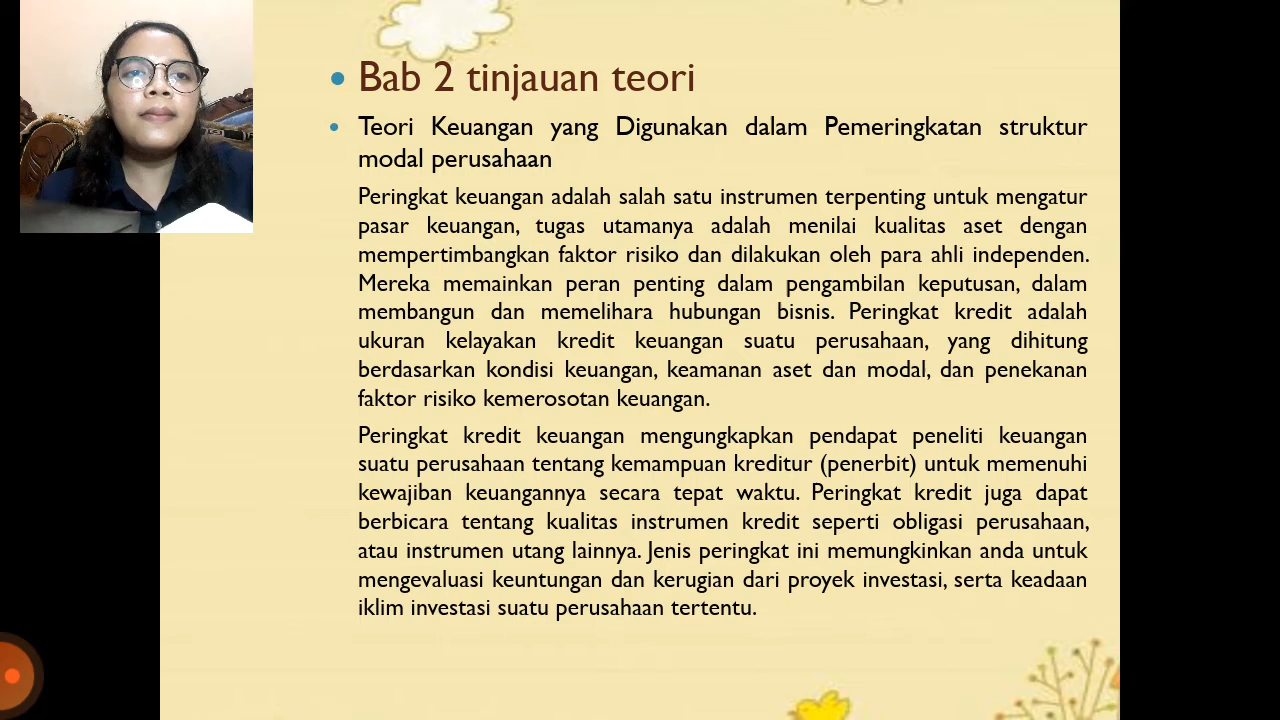 Bab 2 tinjauan teori
Teori Keuangan yang Digunakan dalam Pemeringkatan struktur
modal perusahaan
Peringkat keuangan adalah salah satu instrumen terpenting untuk mengatur
pasar keuangan, tugas utamanya adalah menilai kualitas aset dengan
mempertimbangkan faktor risiko dan dilakukan oleh para ahli independen.
Mereka memainkan peran penting dalam pengambilan keputusan, dalam
membangun dan memelihara hubungan bisnis. Peringkat kredit adalah
ukuran kelayakan kredit keuangan suatu perusahaan, yang dihitung
berdasarkan kondisi keuangan, keamanan aset dan modal, dan penekanan
faktor risiko kemerosotan keuangan.
Peringkat kredit keuangan mengungkapkan pendapat peneliti keuangan
suatu perusahaan tentang kemampuan kreditur (penerbit) untuk memenuhi
kewajiban keuangannya secara tepat waktu. Peringkat kredit juga dapat
berbicara tentang kualitas instrumen kredit seperti obligasi perusahaan,
atau instrumen utang lainnya. Jenis peringkat ini memungkinkan anda untuk
mengevaluasi keuntungan dan kerugian dari proyek investasi, serta keadaan
iklim investasi suatu perusahaan tertentu.